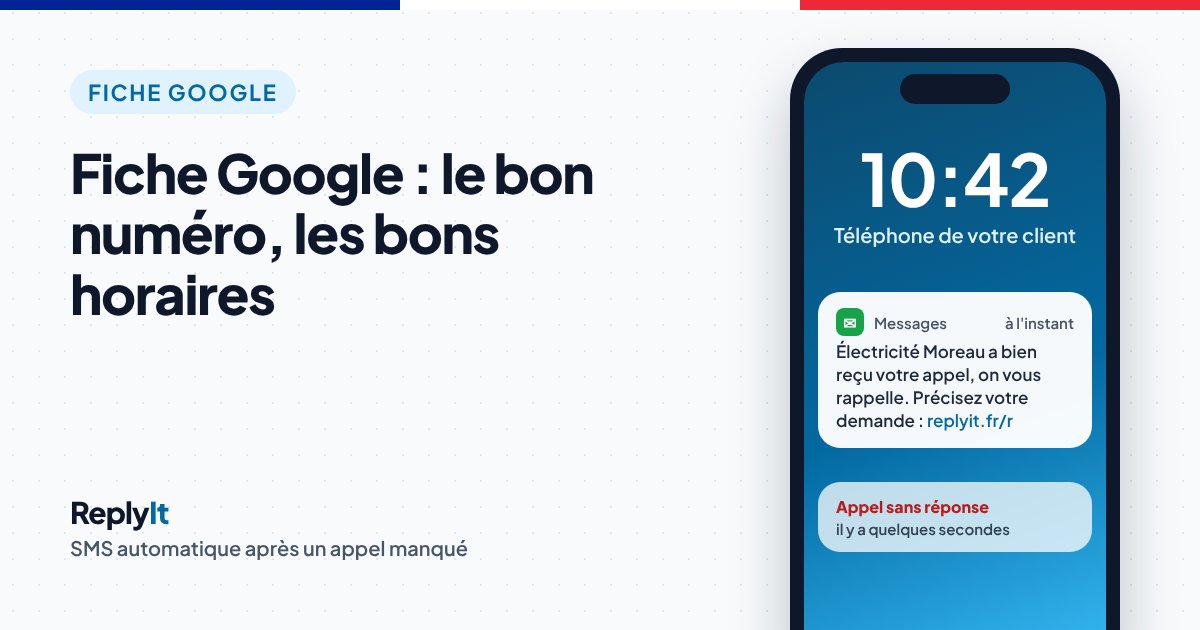 FICHE GOOGLE
Fiche Google : le bon
numéro, les bons
horaires
ReplyIt
SMS automatique après un appel manqué
10:42
Téléphone de votre client
Messages à l'instant
Électricité Moreau a bien
reçu votre appel, on vous
rappelle. Précisez votre
demande : replyit.fr/r
Appel sans réponse
il y a quelques secondes